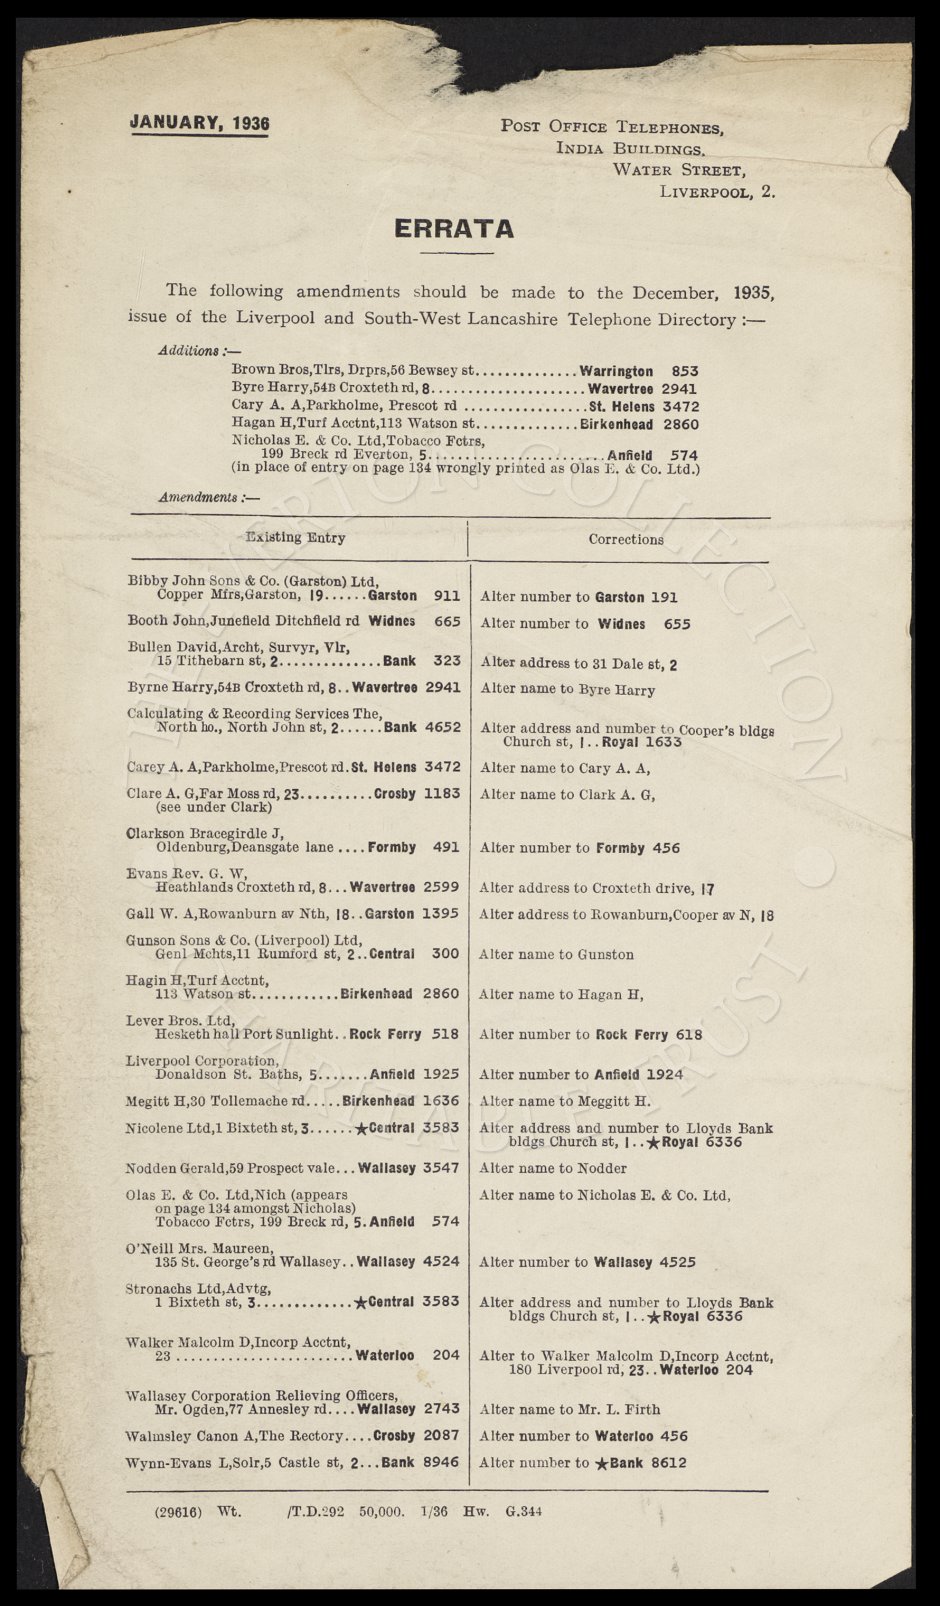 JANUARY, 1936
POST OFFICE TELEPHONES,
INDIA BUILDINGS,
WATER STREET,
LIVERPOOL, 2.
ERRATA
The following amendments should be made to the December, 1935,
issue of the Liverpool and South-West Lancashire Telephone Directory :—
Additions :—
Brown Bros,Tlrs, Drprs,56 Bewsey st..............Warrington 853
Byre Harry,54B Croxteth rd, 8.....................Wavertree 2941
Cary A. A,Parkholme, Prescot rd .................St. Helens 3472
Hagan H,Turf Acctnt,113 Watson st..............Birkenhead 2860
Nicholas E. & Co. Ltd,Tobacco Fctrs,
199 Breck rd Everton, 5........................Anfield 574
(in place of entry on page 134 wrongly printed as Olas E. & Co. Ltd.)
Amendments :—
Existing Entry Corrections
Bibby John Sons & Co. (Garston) Ltd,
Copper Mfrs,Garston, 19......Garston 911 Alter number to Garston 191
Booth John,Junefield Ditchfield rd Widnes 665 Alter number to Widnes 655
Bullen David,Archt, Survyr, Vlr,
15 Tithebarn st, 2..............Bank 323 Alter address to 31 Dale st, 2
Byrne Harry,54B Croxteth rd, 8..Wavertree 2941 Alter name to Byre Harry
Calculating & Recording Services The,
North ho., North John st, 2......Bank 4652 Alter address and number to Cooper's bldgs
Church st, 1..Royal 1633
Carey A. A,Parkholme,Prescot rd.St. Helens 3472 Alter name to Cary A. A,
Clare A. G,Far Moss rd, 23..........Crosby 1183 Alter name to Clark A. G,
(see under Clark)
Clarkson Bracegirdle J,
Oldenburg,Deansgate lane ....Formby 491 Alter number to Formby 456
Evans Rev. G. W,
Heathlands Croxteth rd, 8...Wavertree 2599 Alter address to Croxteth drive, 17
Gall W. A,Rowanburn av Nth, 18..Garston 1395 Alter address to Rowanburn,Cooper av N, 18
Gunson Sons & Co. (Liverpool) Ltd,
Genl Mchts,11 Rumford st, 2..Central 300 Alter name to Gunston
Hagin H,Turf Acctnt,
113 Watson st............Birkenhead 2860 Alter name to Hagan H,
Lever Bros. Ltd,
Hesketh hall Port Sunlight..Rock Ferry 518 Alter number to Rock Ferry 618
Liverpool Corporation,
Donaldson St. Baths, 5.......Anfield 1925 Alter number to Anfield 1924
Megitt H,30 Tollemache rd.....Birkenhead 1636 Alter name to Meggitt H.
Nicolene Ltd,1 Bixteth st, 3......★Central 3583 Alter address and number to Lloyds Bank
bldgs Church st, 1..★Royal 6336
Nodden Gerald,59 Prospect vale...Wallasey 3547 Alter name to Nodder
Olas E. & Co. Ltd,Nich (appears Alter name to Nicholas E. & Co. Ltd,
on page 134 amongst Nicholas)
Tobacco Fctrs, 199 Breck rd, 5.Anfield 574
O'Neill Mrs. Maureen,
135 St. George's rd Wallasey..Wallasey 4524 Alter number to Wallasey 4525
Stronachs Ltd,Advtg,
1 Bixteth st, 3.............★Central 3583 Alter address and number to Lloyds Bank
bldgs Church st, 1..★Royal 6336
Walker Malcolm D,Incorp Acctnt,
23 ........................Waterloo 204 Alter to Walker Malcolm D,Incorp Acctnt,
180 Liverpool rd, 23..Waterloo 204
Wallasey Corporation Relieving Officers,
Mr. Ogden,77 Annesley rd....Wallasey 2743 Alter name to Mr. L. Firth
Walmsley Canon A,The Rectory....Crosby 2087 Alter number to Waterloo 456
Wynn-Evans L,Solr,5 Castle st, 2...Bank 8946 Alter number to ★Bank 8612
(29616) Wt. /T.D.292 50,000. 1/36 Hw. G.344
THE EVERTON COLLECTION
CHARITABLE TRUST